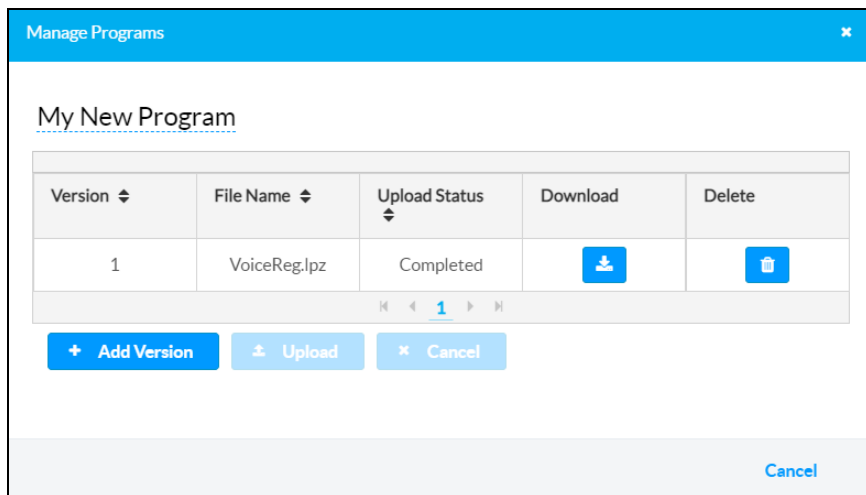 Manage Programs
My New Program
Version File Name Upload Status Download Delete
1 VoiceReg.lpz Completed
1
Add Version Upload Cancel
Cancel